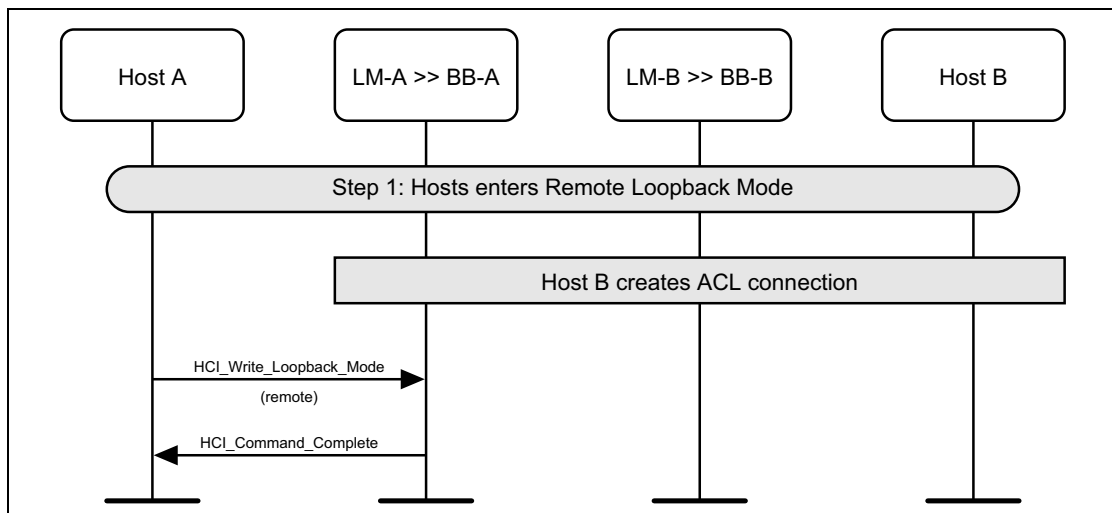 Host A
LM-A >> BB-A
LM-B >> BB-B
Host B
Step 1: Hosts enters Remote Loopback Mode
Host B creates ACL connection
HCI_Write_Loopback_Mode
(remote)
HCI_Command_Complete